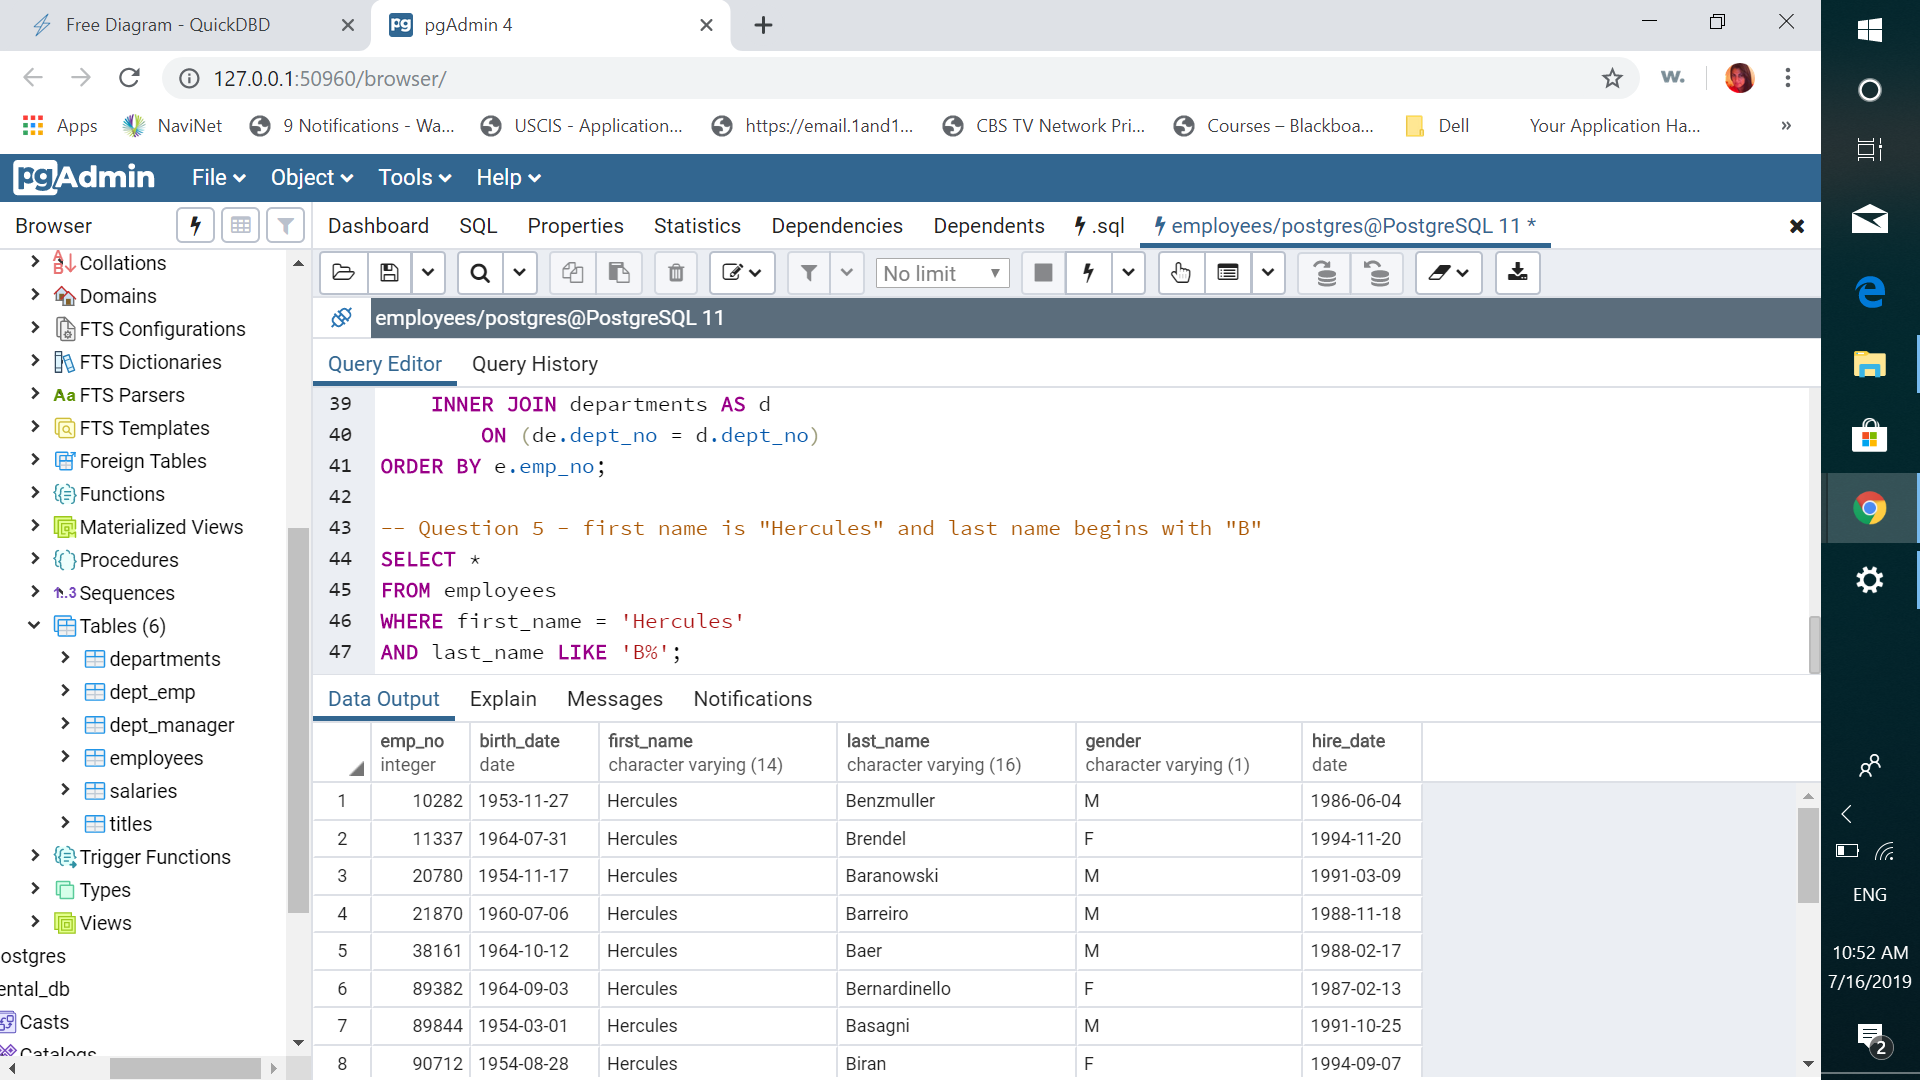 Free Diagram - QuickDBD
pgAdmin 4
127.0.0.1:50960/browser/
w.
Apps
NaviNet
9 Notifications - Wa...
USCIS - Application...
https://email.1and1...
CBS TV Network Pri...
Courses – Blackboa...
Dell
Your Application Ha...
»
pgAdmin
File
Object
Tools
Help
Browser
Dashboard
SQL
Properties
Statistics
Dependencies
Dependents
.sql
employees/postgres@PostgreSQL 11 *
No limit
employees/postgres@PostgreSQL 11
Query Editor
Query History
Collations
Domains
FTS Configurations
FTS Dictionaries
Aa FTS Parsers
FTS Templates
Foreign Tables
Functions
Materialized Views
Procedures
1..3 Sequences
Tables (6)
departments
dept_emp
dept_manager
employees
salaries
titles
Trigger Functions
Types
Views
ostgres
ental_db
Casts
Catalogs
39 INNER JOIN departments AS d
40 ON (de.dept_no = d.dept_no)
41 ORDER BY e.emp_no;
42
43 -- Question 5 - first name is "Hercules" and last name begins with "B"
44 SELECT *
45 FROM employees
46 WHERE first_name = 'Hercules'
47 AND last_name LIKE 'B%';
Data Output
Explain
Messages
Notifications
emp_no integer
birth_date date
first_name character varying (14)
last_name character varying (16)
gender character varying (1)
hire_date date
1 10282 1953-11-27 Hercules Benzmuller M 1986-06-04
2 11337 1964-07-31 Hercules Brendel F 1994-11-20
3 20780 1954-11-17 Hercules Baranowski M 1991-03-09
4 21870 1960-07-06 Hercules Barreiro M 1988-11-18
5 38161 1964-10-12 Hercules Baer M 1988-02-17
6 89382 1964-09-03 Hercules Bernardinello F 1987-02-13
7 89844 1954-03-01 Hercules Basagni M 1991-10-25
8 90712 1954-08-28 Hercules Biran F 1994-09-07
ENG
10:52 AM
7/16/2019
2